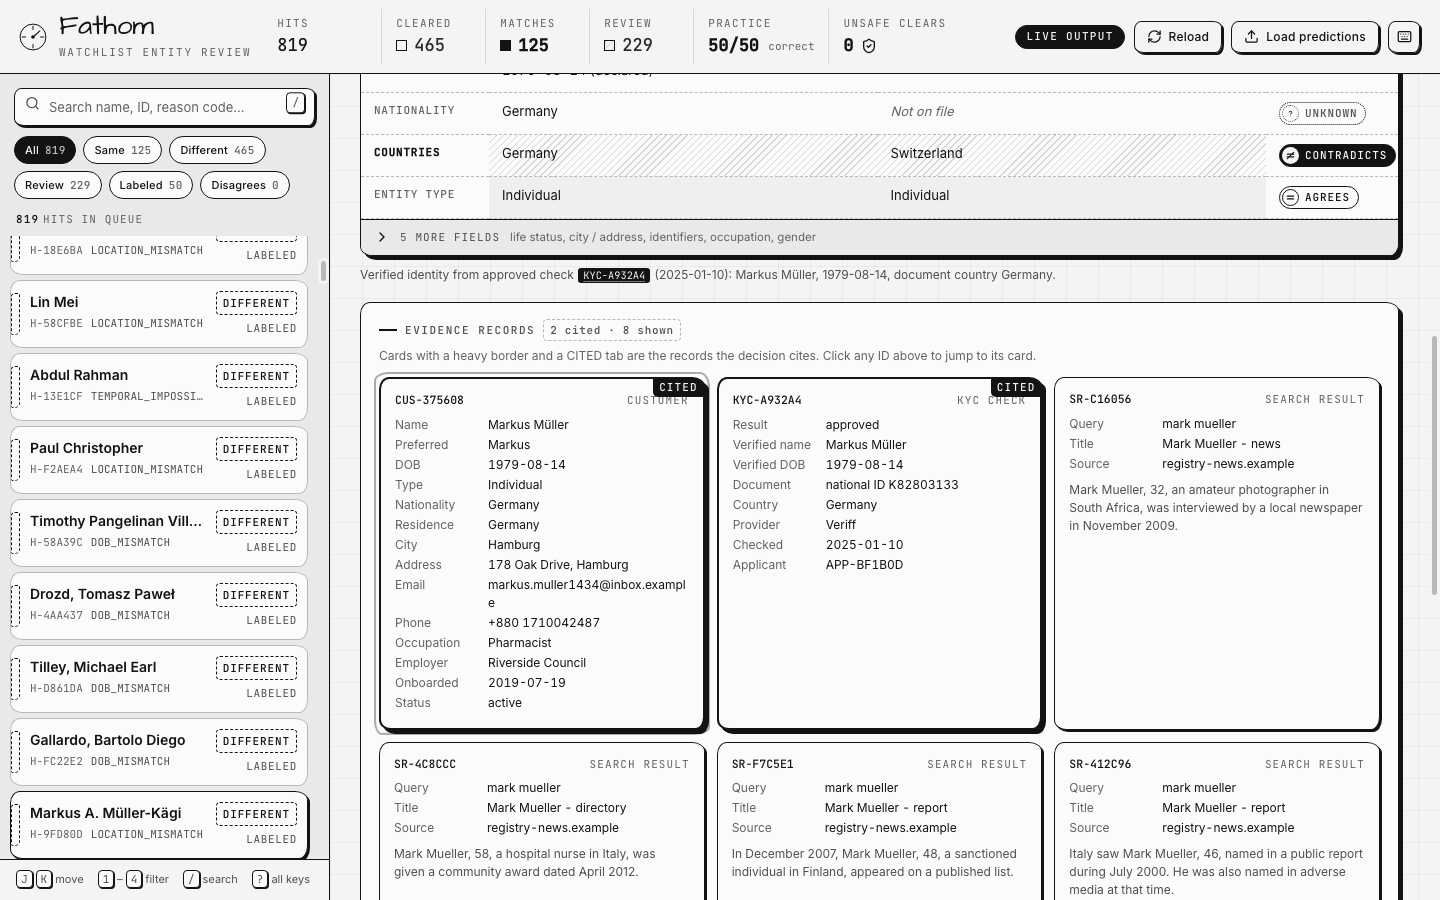 Fathom
WATCHLIST ENTITY REVIEW
HITS
819
CLEARED
465
MATCHES
125
REVIEW
229
PRACTICE
50/50 correct
UNSAFE CLEARS
0
LIVE OUTPUT
Reload
Load predictions
Search name, ID, reason code...
/
All 819
Same 125
Different 465
Review 229
Labeled 50
Disagrees 0
819 HITS IN QUEUE
H-18E6BA LOCATION_MISMATCH
LABELED
Lin Mei
DIFFERENT
H-58CFBE LOCATION_MISMATCH
LABELED
Abdul Rahman
DIFFERENT
H-13E1CF TEMPORAL_IMPOSSI…
LABELED
Paul Christopher
DIFFERENT
H-F2AEA4 LOCATION_MISMATCH
LABELED
Timothy Pangelinan Vill...
DIFFERENT
H-58A39C DOB_MISMATCH
LABELED
Drozd, Tomasz Paweł
DIFFERENT
H-4AA437 DOB_MISMATCH
LABELED
Tilley, Michael Earl
DIFFERENT
H-D861DA DOB_MISMATCH
LABELED
Gallardo, Bartolo Diego
DIFFERENT
H-FC22E2 DOB_MISMATCH
LABELED
Markus A. Müller-Kägi
DIFFERENT
H-9FD80D LOCATION_MISMATCH
LABELED
J K move 1 – 4 filter / search ? all keys
NATIONALITY
Germany
Not on file
? UNKNOWN
COUNTRIES
Germany
Switzerland
≠ CONTRADICTS
ENTITY TYPE
Individual
Individual
= AGREES
5 MORE FIELDS life status, city / address, identifiers, occupation, gender
Verified identity from approved check KYC-A932A4 (2025-01-10): Markus Müller, 1979-08-14, document country Germany.
EVIDENCE RECORDS 2 cited · 8 shown
Cards with a heavy border and a CITED tab are the records the decision cites. Click any ID above to jump to its card.
CITED
CUS-375608 CUSTOMER
Name Markus Müller
Preferred Markus
DOB 1979-08-14
Type Individual
Nationality Germany
Residence Germany
City Hamburg
Address 178 Oak Drive, Hamburg
Email markus.muller1434@inbox.exampl
e
Phone +880 1710042487
Occupation Pharmacist
Employer Riverside Council
Onboarded 2019-07-19
Status active
CITED
KYC-A932A4 KYC CHECK
Result approved
Verified name Markus Müller
Verified DOB 1979-08-14
Document national ID K82803133
Country Germany
Provider Veriff
Checked 2025-01-10
Applicant APP-BF1B0D
SR-C16056 SEARCH RESULT
Query mark mueller
Title Mark Mueller - news
Source registry-news.example
Mark Mueller, 32, an amateur photographer in
South Africa, was interviewed by a local newspaper
in November 2009.
SR-4C8CCC SEARCH RESULT
Query mark mueller
Title Mark Mueller - directory
Source registry-news.example
Mark Mueller, 58, a hospital nurse in Italy, was
given a community award dated April 2012.
SR-F7C5E1 SEARCH RESULT
Query mark mueller
Title Mark Mueller - report
Source registry-news.example
In December 2007, Mark Mueller, 48, a sanctioned
individual in Finland, appeared on a published list.
SR-412C96 SEARCH RESULT
Query mark mueller
Title Mark Mueller - report
Source registry-news.example
Italy saw Mark Mueller, 46, named in a public report
during July 2000. He was also named in adverse
media at that time.